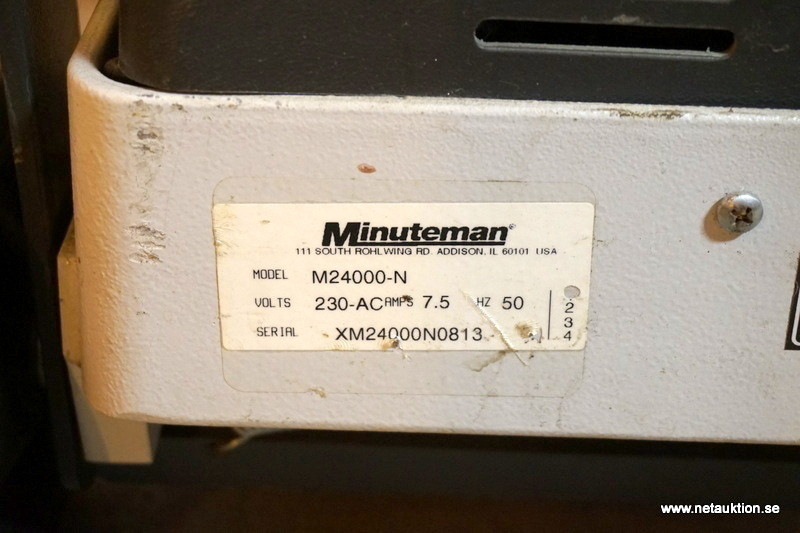 Minuteman®
111 SOUTH ROHLWING RD. ADDISON, IL 60101 USA
MODEL M24000-N
VOLTS 230-AC AMPS 7.5 HZ 50
SERIAL XM24000N0813
2
3
4
www.netauktion.se